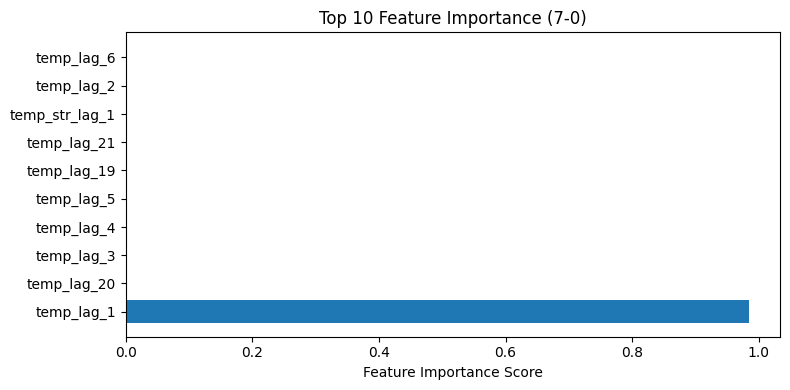 Top 10 Feature Importance (7-0)
temp_lag_6
temp_lag_2
temp_str_lag_1
temp_lag_21
temp_lag_19
temp_lag_5
temp_lag_4
temp_lag_3
temp_lag_20
temp_lag_1
0.0 0.2 0.4 0.6 0.8 1.0
Feature Importance Score